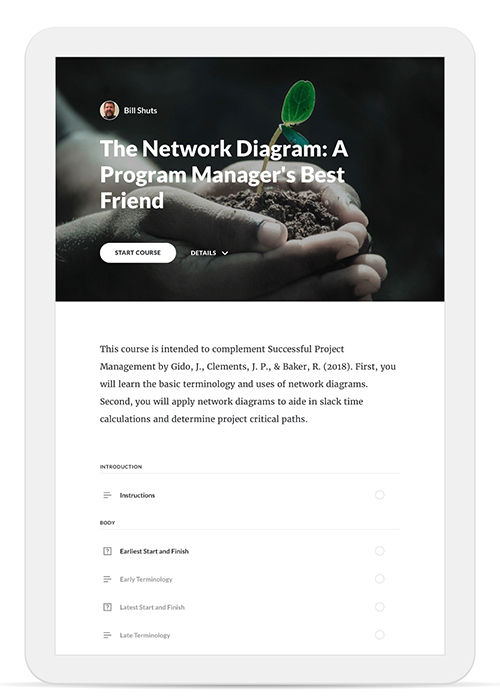 Bill Shuts
The Network Diagram: A
Program Manager's Best
Friend
START COURSE
DETAILS
This course is intended to complement Successful Project
Management by Gido, J., Clements, J. P., & Baker, R. (2018). First, you
will learn the basic terminology and uses of network diagrams.
Second, you will apply network diagrams to aide in slack time
calculations and determine project critical paths.
INTRODUCTION
Instructions
BODY
Earliest Start and Finish
Early Terminology
Latest Start and Finish
Late Terminology